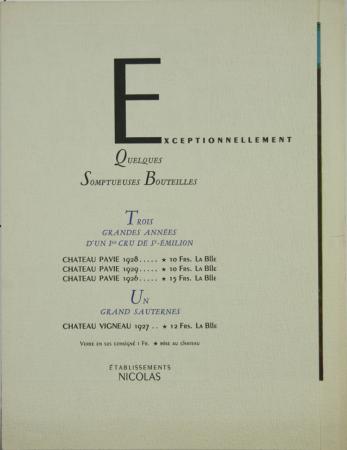 EXCEPTIONNELLEMENT
QUELQUES
SOMPTUEUSES BOUTEILLES
TROIS
GRANDES ANNÉES
D'UN 1er CRU DE St-ÉMILION
CHATEAU PAVIE 1928..... ★ 10 FRS. LA Blle
CHATEAU PAVIE 1929..... ★ 10 FRS. LA Blle
CHATEAU PAVIE 1926..... ★ 15 FRS. LA Blle
UN
GRAND SAUTERNES
CHATEAU VIGNEAU 1927 .. ★ 12 FRS. LA Blle
VERRE EN SUS CONSIGNÉ 1 FR. ★ MISE AU CHATEAU
ÉTABLISSEMENTS
NICOLAS